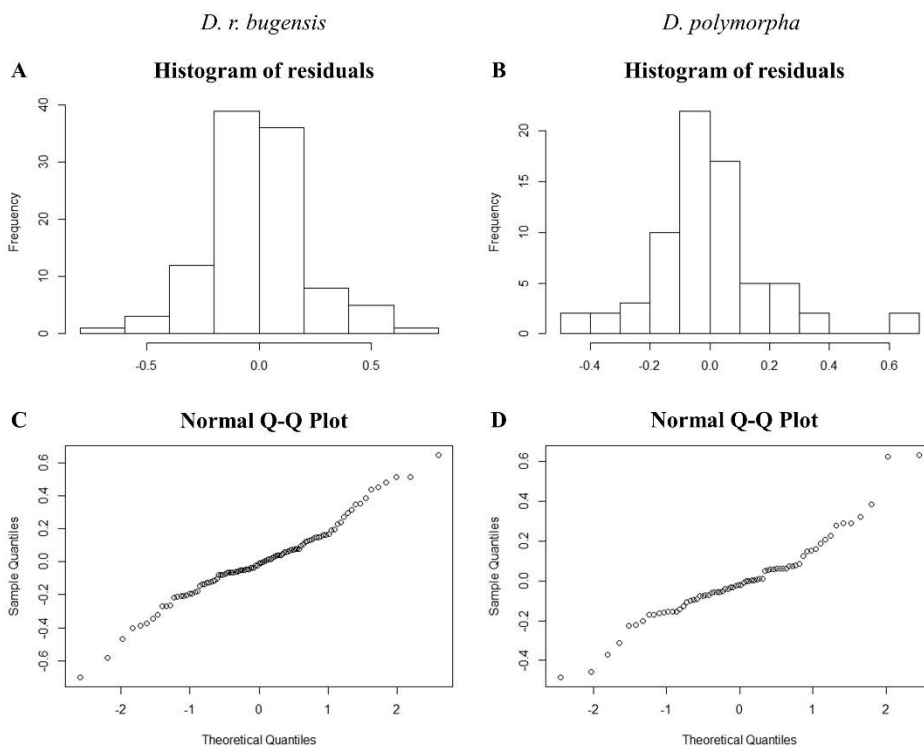 D. r. bugensis
D. polymorpha
A
Histogram of residuals
Frequency
0
10
20
30
40
-0.5
0.0
0.5
B
Histogram of residuals
Frequency
0
5
10
15
20
-0.4
-0.2
0.0
0.2
0.4
0.6
C
Normal Q-Q Plot
Sample Quantiles
-0.6
-0.4
-0.2
0.0
0.2
0.4
0.6
-2
-1
0
1
2
Theoretical Quantiles
D
Normal Q-Q Plot
Sample Quantiles
-0.4
-0.2
0.0
0.2
0.4
0.6
-2
-1
0
1
2
Theoretical Quantiles